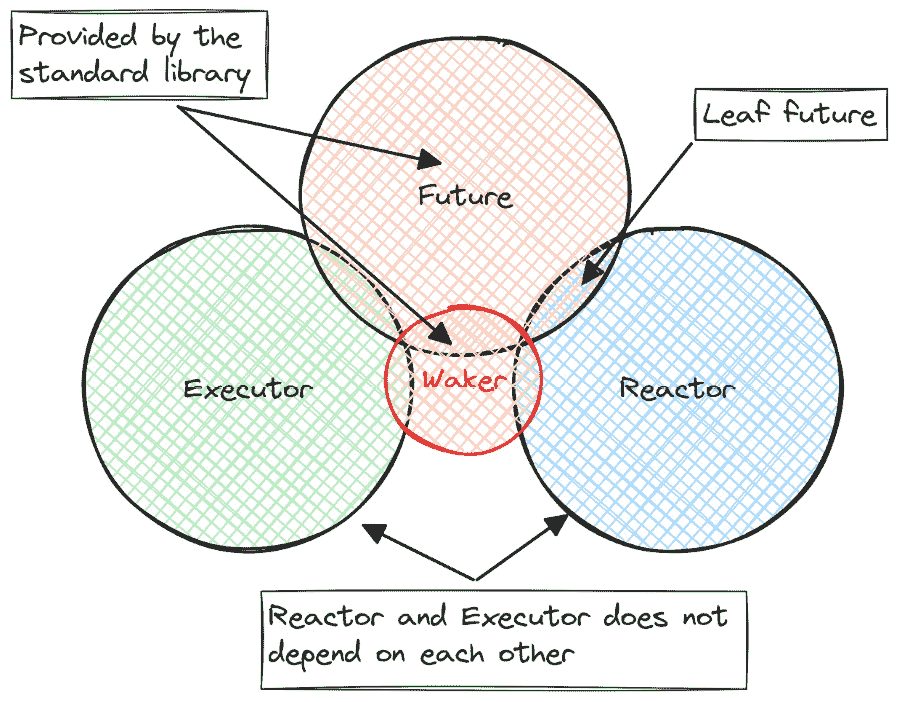 Provided by the
standard library
Leaf future
Future
Executor
Waker
Reactor
Reactor and Executor does not
depend on each other